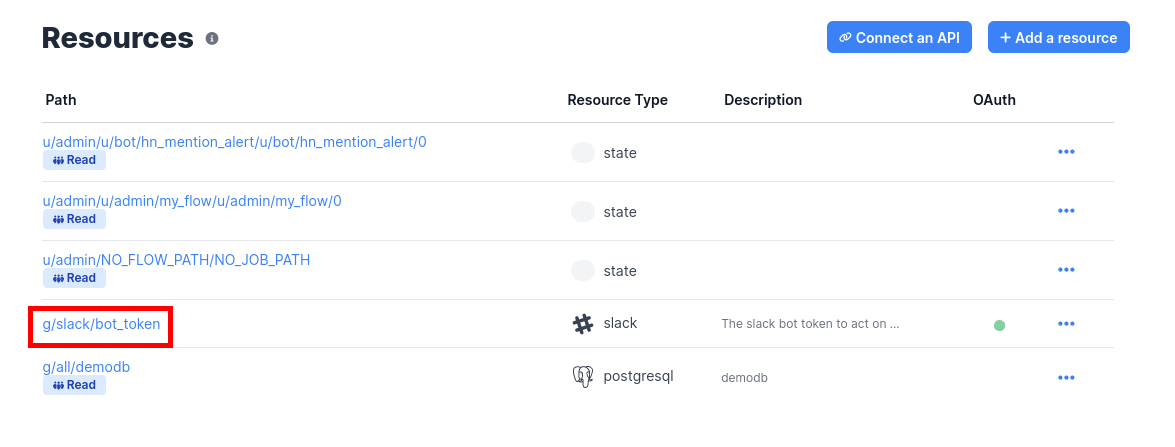 Resources
Connect an API
+ Add a resource
Path Resource Type Description OAuth
u/admin/u/bot/hn_mention_alert/u/bot/hn_mention_alert/0
Read
state
u/admin/u/admin/my_flow/u/admin/my_flow/0
Read
state
u/admin/NO_FLOW_PATH/NO_JOB_PATH
Read
state
g/slack/bot_token slack The slack bot token to act on ...
g/all/demodb
Read
postgresql demodb